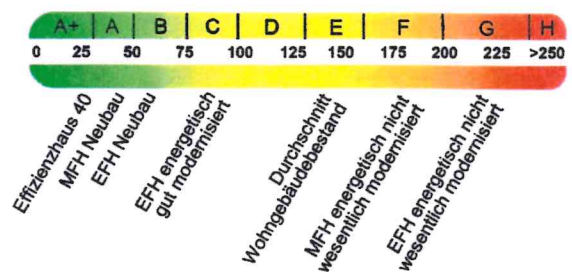 A+ A B C D E F G H
0 25 50 75 100 125 150 175 200 225 >250
Effizienzhaus 40
MFH Neubau
EFH Neubau
EFH energetisch
gut modernisiert
Durchschnitt
Wohngebäudebestand
MFH energetisch nicht
wesentlich modernisiert
EFH energetisch nicht
wesentlich modernisiert